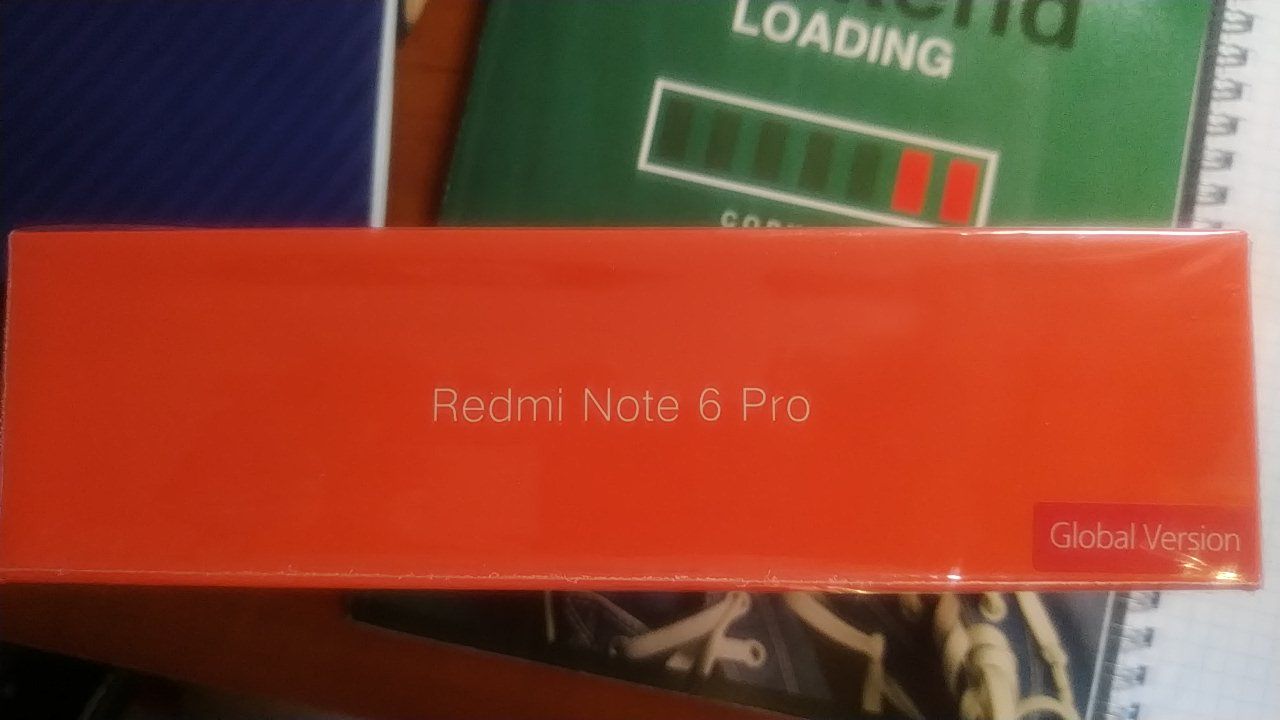 LOADING
Redmi Note 6 Pro
Global Version